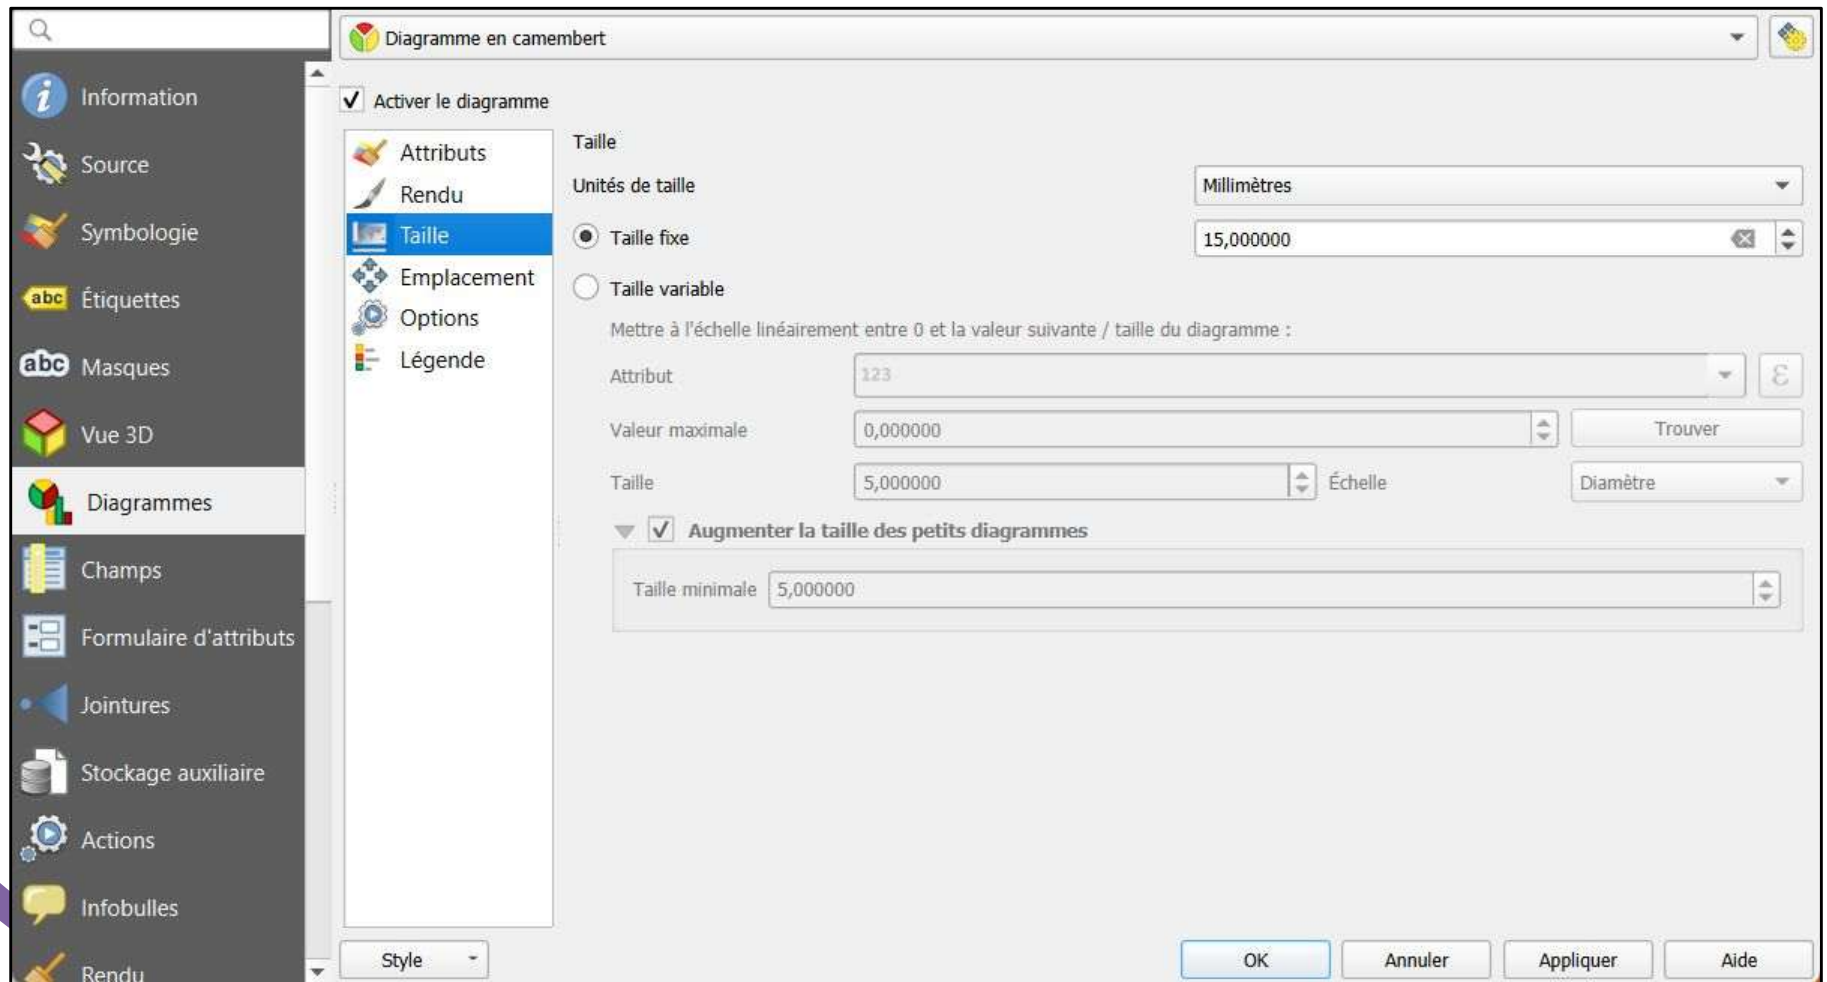 Diagramme en camembert
Information
Source
Symbologie
abc Étiquettes
abc Masques
Vue 3D
Diagrammes
Champs
Formulaire d'attributs
Jointures
Stockage auxiliaire
Actions
Infobulles
Rendu
Activer le diagramme
Attributs
Rendu
Taille
Emplacement
Options
Légende
Taille
Unités de taille Millimètres
Taille fixe 15,000000
Taille variable
Mettre à l'échelle linéairement entre 0 et la valeur suivante / taille du diagramme :
Attribut 123 ε
Valeur maximale 0,000000 Trouver
Taille 5,000000 Échelle Diamètre
Augmenter la taille des petits diagrammes
Taille minimale 5,000000
Style OK Annuler Appliquer Aide